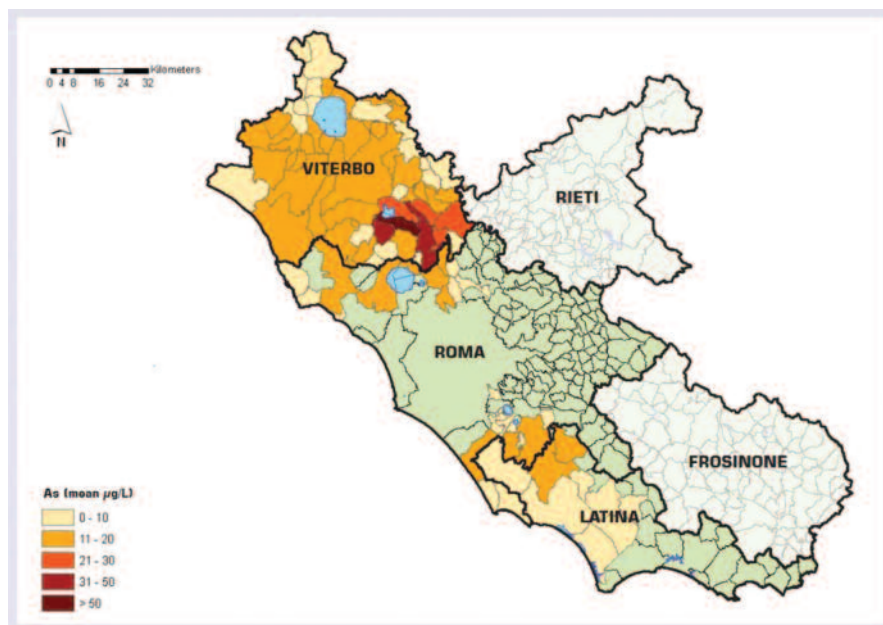 Kilometers
0 4 8 16 24 32
N
VITERBO
RIETI
ROMA
FROSINONE
LATINA
As (mean µg/L)
0 - 10
11 - 20
21 - 30
31 - 50
> 50